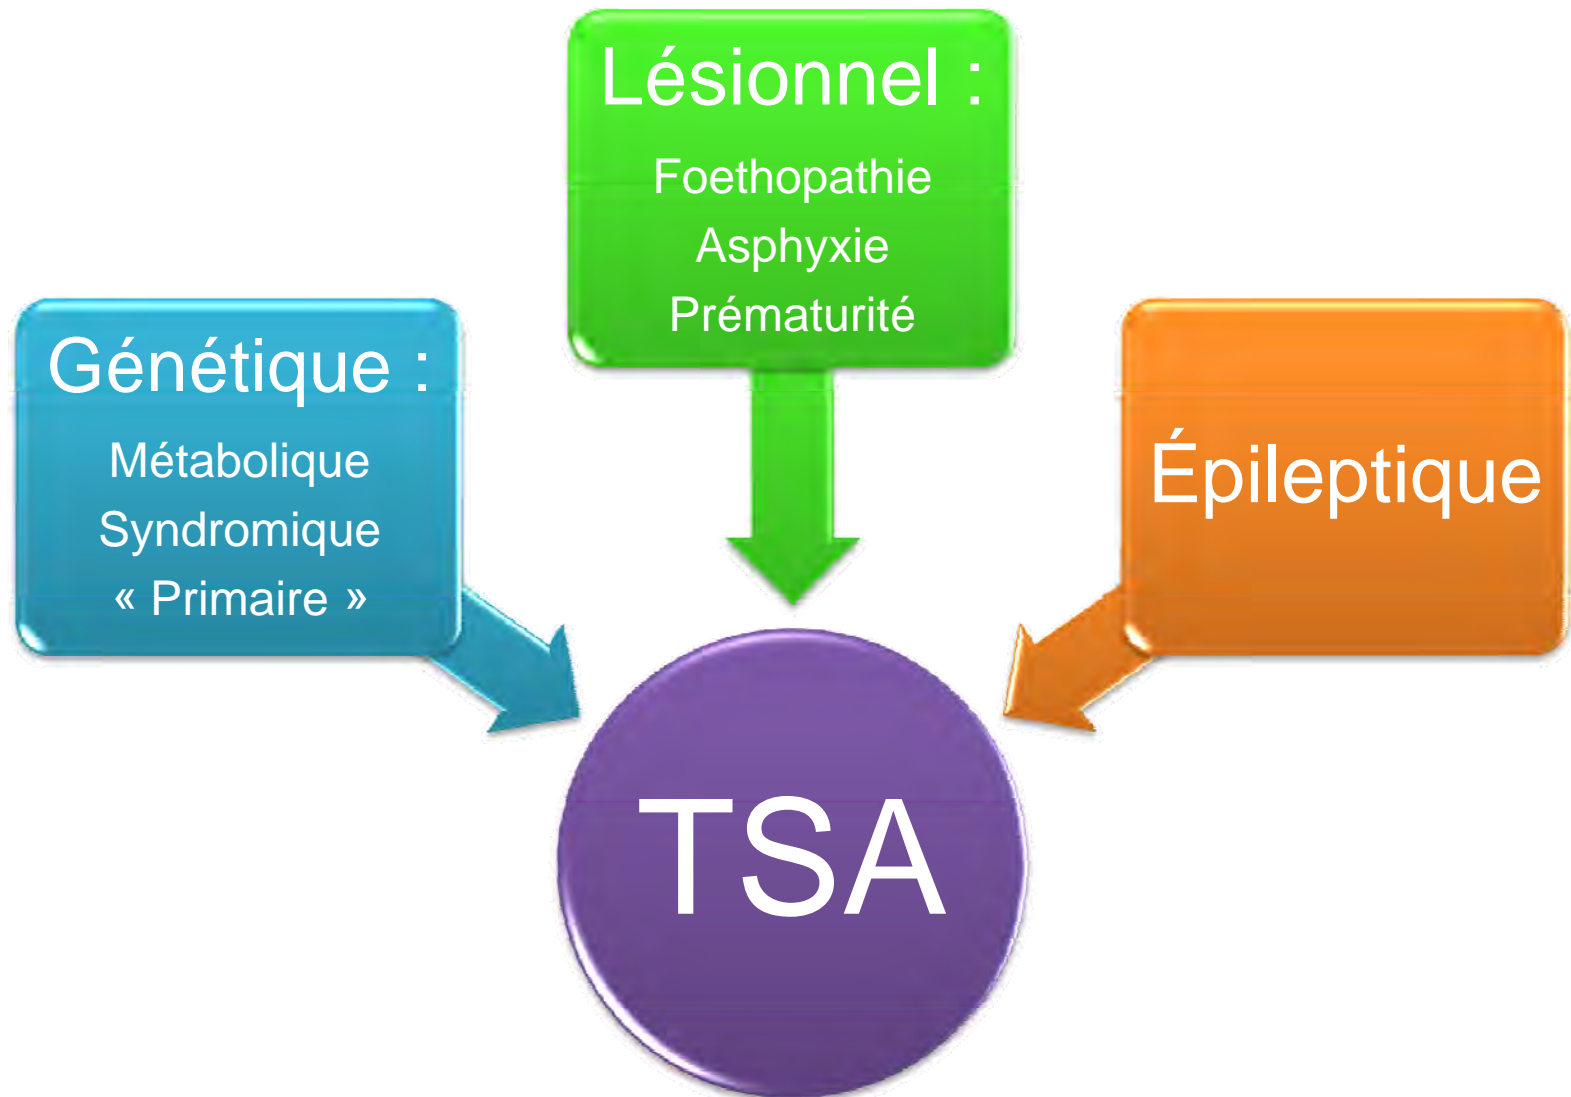 Lésionnel :
Foethopathie
Asphyxie
Prématurité
Génétique :
Métabolique
Syndromique
« Primaire »
Épileptique
TSA